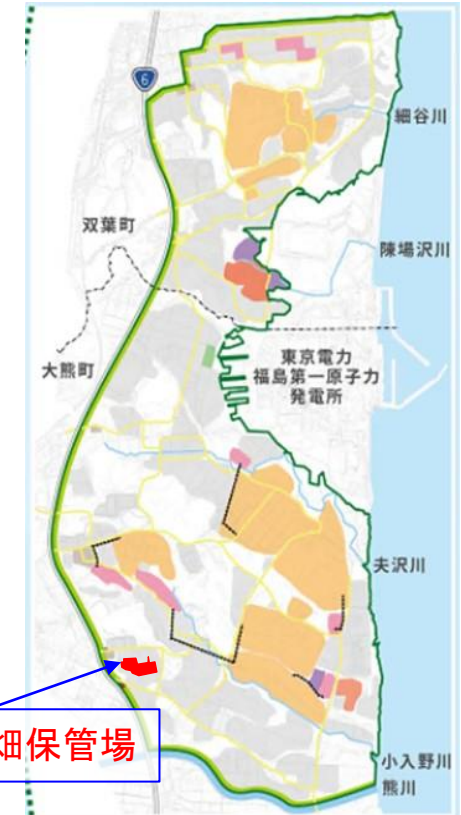 6
細谷川
双葉町
陳場沢川
大熊町
東京電力
福島第一原子力
発電所
夫沢川
畑保管場
小入野川
熊川